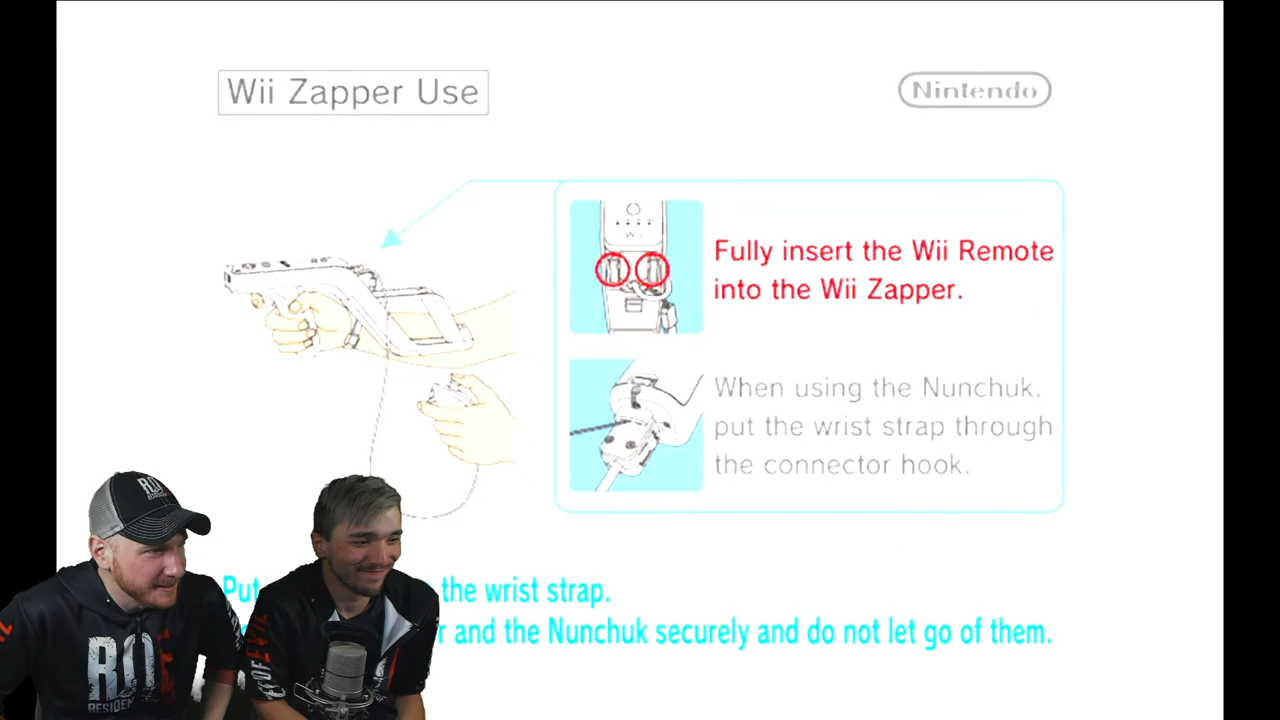 Wii Zapper Use
Nintendo
Wii
Fully insert the Wii Remote
into the Wii Zapper.
When using the Nunchuk.
put the wrist strap through
the connector hook.
Put the wrist strap.
and the Nunchuk securely and do not let go of them.